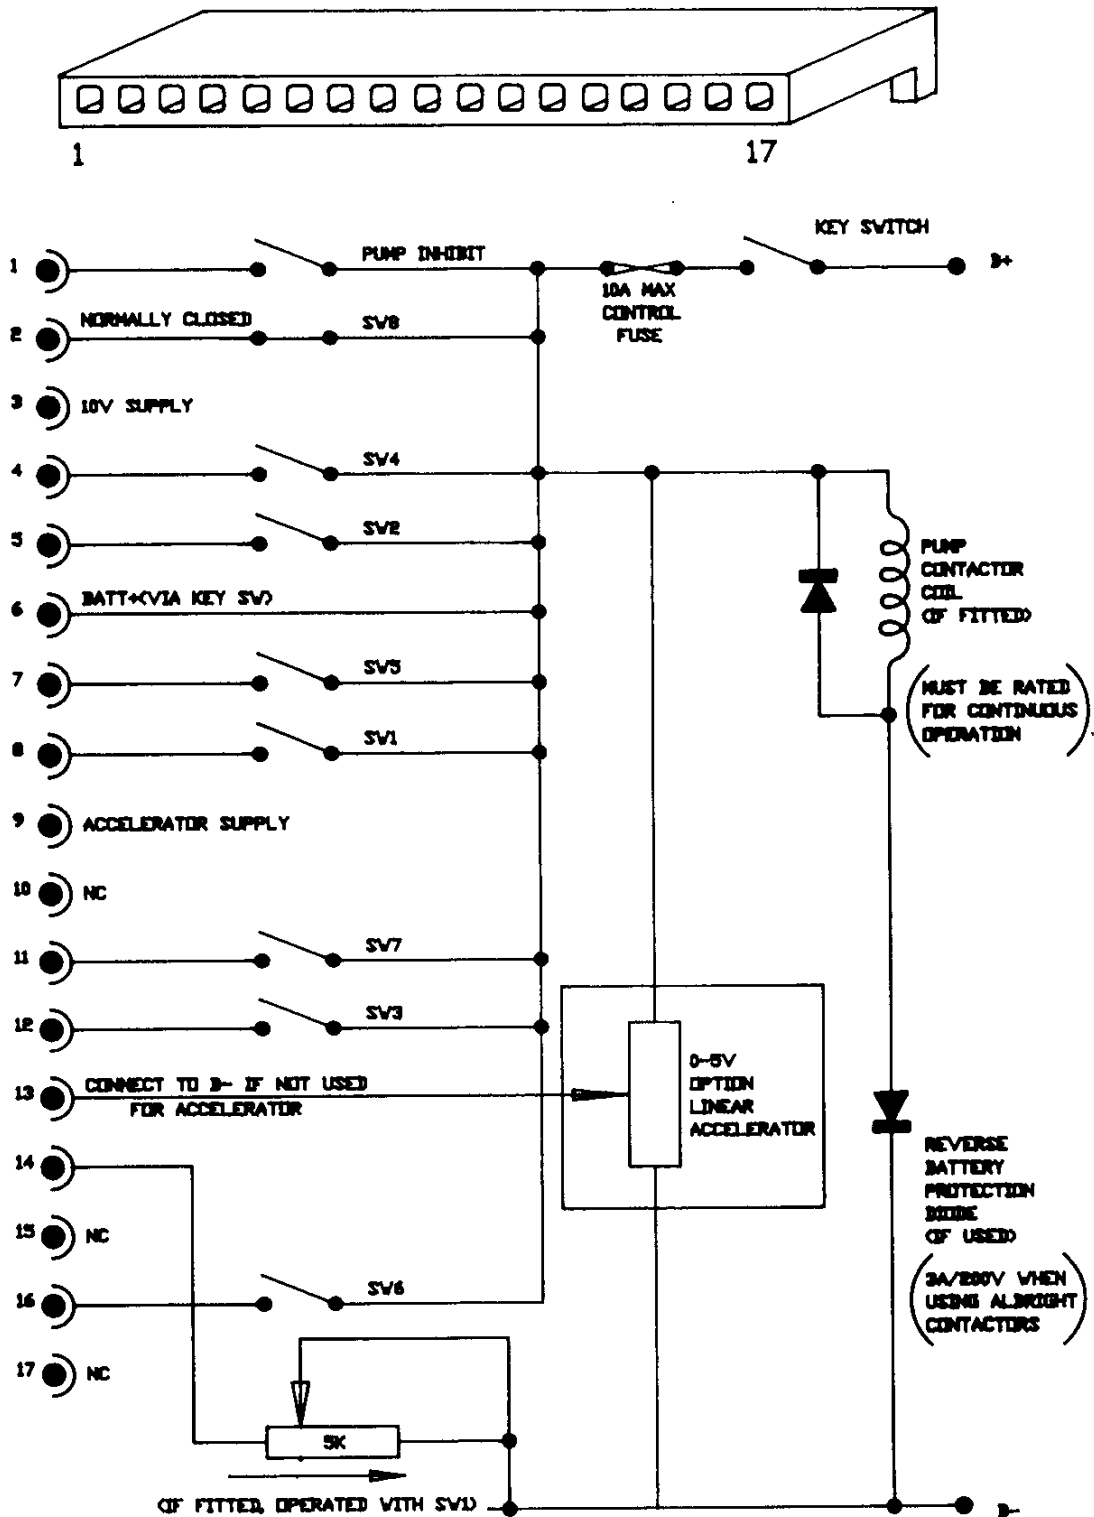 1 17
KEY SWITCH
1 PUMP INHIBIT B+
10A MAX
CONTROL
FUSE
2 NORMALLY CLOSED SW8
3 10V SUPPLY
4 SW4
5 SW2
PUMP
CONTACTOR
COIL
(IF FITTED)
6 BATT+(VIA KEY SW)
7 SW5
(MUST BE RATED
FOR CONTINUOUS
OPERATION)
8 SW1
9 ACCELERATOR SUPPLY
10 NC
11 SW7
12 SW3
0-5V
OPTION
LINEAR
ACCELERATOR
13 CONNECT TO B- IF NOT USED
FOR ACCELERATOR
14
REVERSE
BATTERY
PROTECTION
DIODE
(IF USED)
15 NC
16 SW6
(3A/200V WHEN
USING ALBRIGHT
CONTACTORS)
17 NC
5K
(IF FITTED, OPERATED WITH SW1)
B-